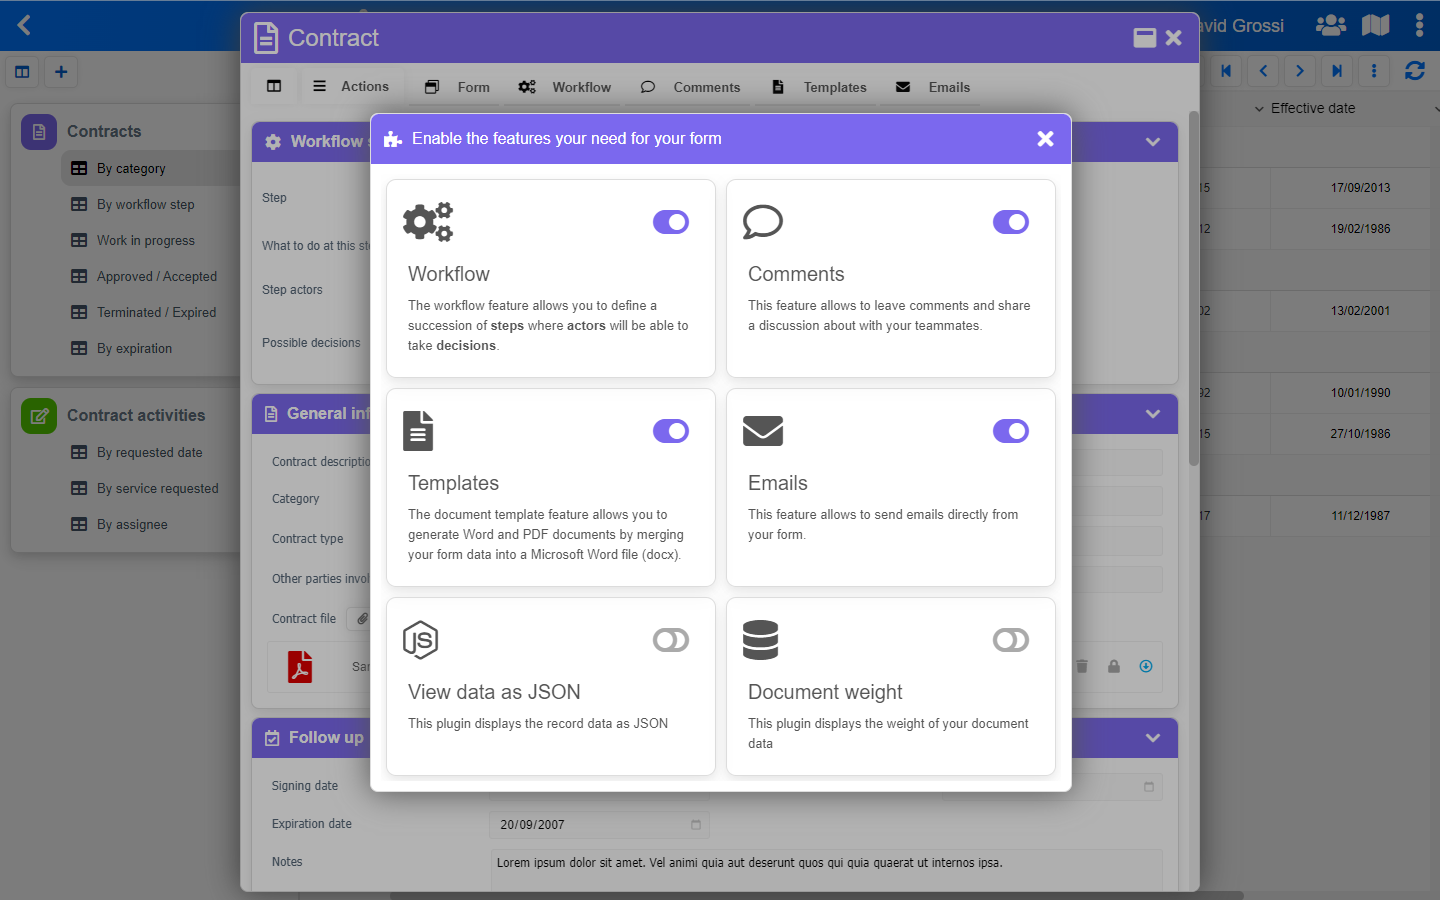 Contract
David Grossi
Actions
Form
Workflow
Comments
Templates
Emails
Effective date
Contracts
By category
By workflow step
Work in progress
Approved / Accepted
Terminated / Expired
By expiration
Contract activities
By requested date
By service requested
By assignee
Workflow
Step
What to do at this
Step actors
Possible decisions
General
Contract
Category
Contract type
Other parties
Contract file
Follow up
Signing date
Expiration date
20/09/2007
Notes
Lorem ipsum dolor sit amet. Vel animi quia aut deserunt quos qui quia quaerat ut internos ipsa.
Enable the features your need for your form
Workflow
The workflow feature allows you to define a
succession of steps where actors will be able to
take decisions.
Comments
This feature allows to leave comments and share
a discussion about with your teammates.
Templates
The document template feature allows you to
generate Word and PDF documents by merging
your form data into a Microsoft Word file (docx).
Emails
This feature allows to send emails directly from
your form.
JS
View data as JSON
This plugin displays the record data as JSON
Document weight
This plugin displays the weight of your document
data
15 17/09/2013
12 19/02/1986
02 13/02/2001
92 10/01/1990
15 27/10/1986
17 11/12/1987